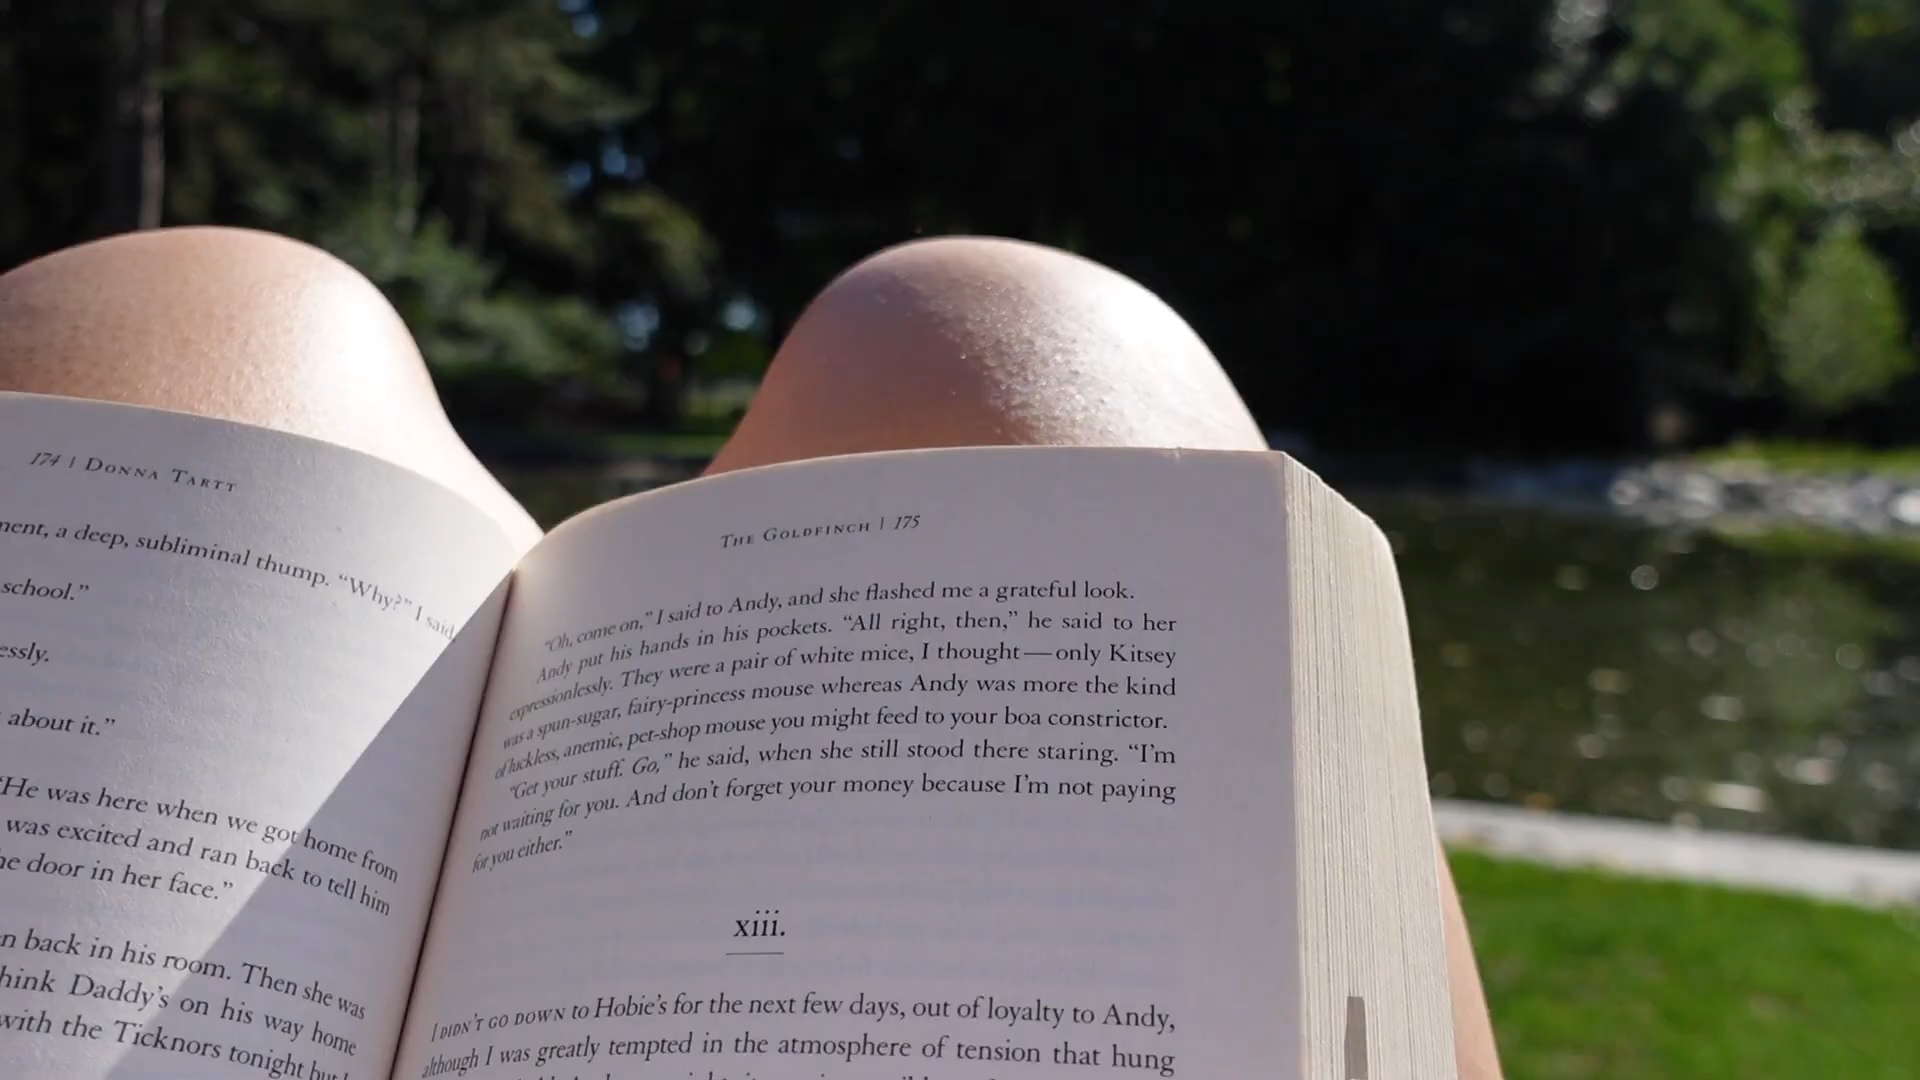 174 | DONNA TARTT
ment, a deep, subliminal thump. “Why?” I said
school.”
essly.
about it.”
“He was here when we got home from
was excited and ran back to tell him
he door in her face.”
n back in his room. Then she was
hink Daddy’s on his way home
with the Ticknors tonight but I
THE GOLDFINCH | 175
“Oh, come on,” I said to Andy, and she flashed me a grateful look.
Andy put his hands in his pockets. “All right, then,” he said to her
expressionlessly. They were a pair of white mice, I thought—only Kitsey
was a spun-sugar, fairy-princess mouse whereas Andy was more the kind
of luckless, anemic, pet-shop mouse you might feed to your boa constrictor.
“Get your stuff. Go,” he said, when she still stood there staring. “I’m
not waiting for you. And don’t forget your money because I’m not paying
for you either.”
xiii.
I DIDN’T GO DOWN to Hobie’s for the next few days, out of loyalty to Andy,
although I was greatly tempted in the atmosphere of tension that hung